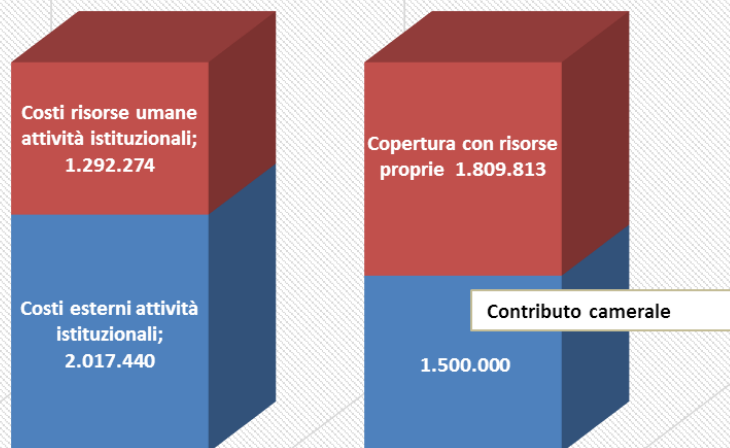 Costi risorse umane
attività istituzionali;
1.292.274
Costi esterni attività
istituzionali;
2.017.440
Copertura con risorse
proprie 1.809.813
Contributo camerale
1.500.000